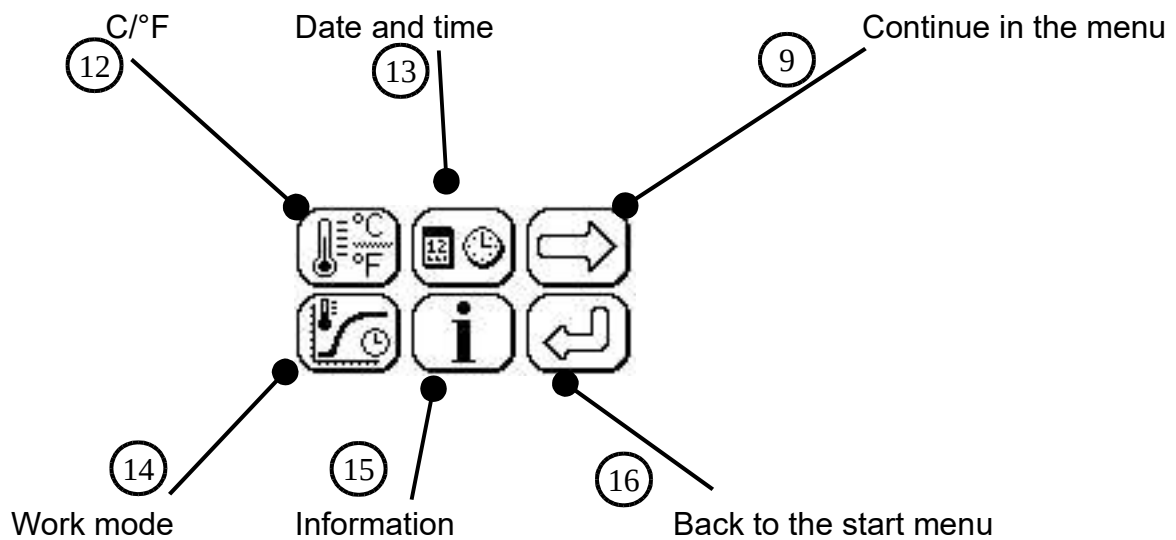 C/°F
Date and time
Continue in the menu
12
13
9
°C
°F
12
i
14
15
16
Work mode
Information
Back to the start menu